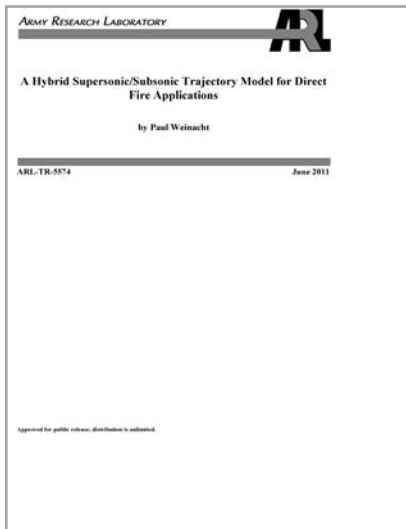 ARMY RESEARCH LABORATORY
ARL
A Hybrid Supersonic/Subsonic Trajectory Model for Direct
Fire Applications
by Paul Weinacht
ARL-TR-5574 June 2011
Approved for public release; distribution is unlimited.